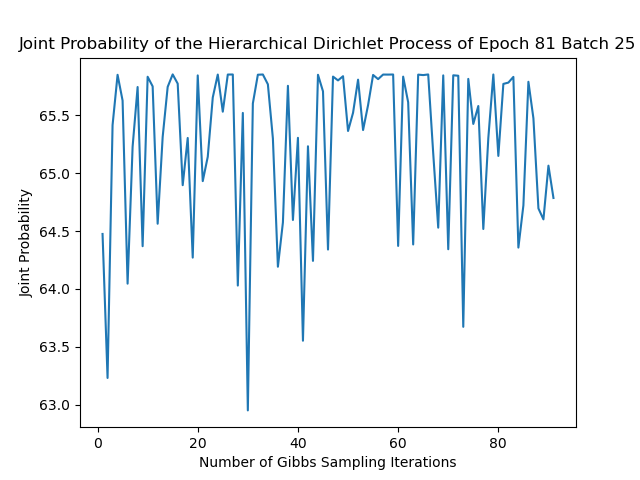 Joint Probability of the Hierarchical Dirichlet Process of Epoch 81 Batch 25
65.5
65.0
64.5
64.0
63.5
63.0
Joint Probability
0 20 40 60 80
Number of Gibbs Sampling Iterations